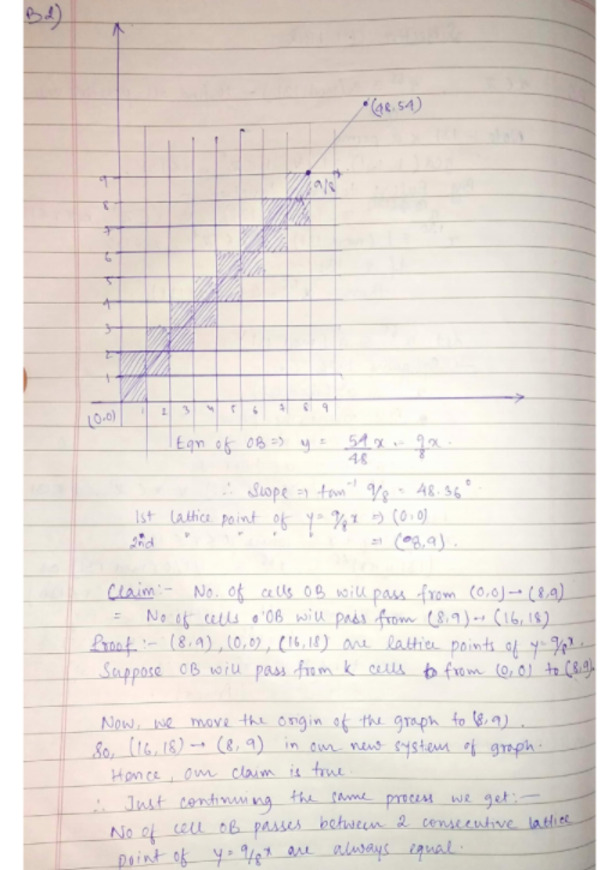 B2)
(48.54)
9
8
7
6
5
4
3
2
1
9/8
(0,0) 1 2 3 4 5 6 7 8 9
Eqn of OB ⇒ y = 54/48 x = 9/8 x.
∴ Slope ⇒ tan⁻¹ 9/8 = 48.36°
1st lattice point of y = 9/8 x ⇒ (0,0)
2nd " " " " ⇒ (8,9).
Claim:- No. of cells OB will pass from (0,0) → (8,9)
= No of cells OB will pass from (8,9) → (16,18)
Proof:- (8,9), (0,0), (16,18) are lattice points of y = 9/8 x.
Suppose OB will pass from k cells from (0,0) to (8,9)
Now, we move the origin of the graph to (8,9).
So, (16,18) → (8,9) in our new system of graph.
Hence, our claim is true.
∴ Just continuing the same process we get:-
No of cell OB passes between 2 consecutive lattice
point of y = 9/8 x are always equal.